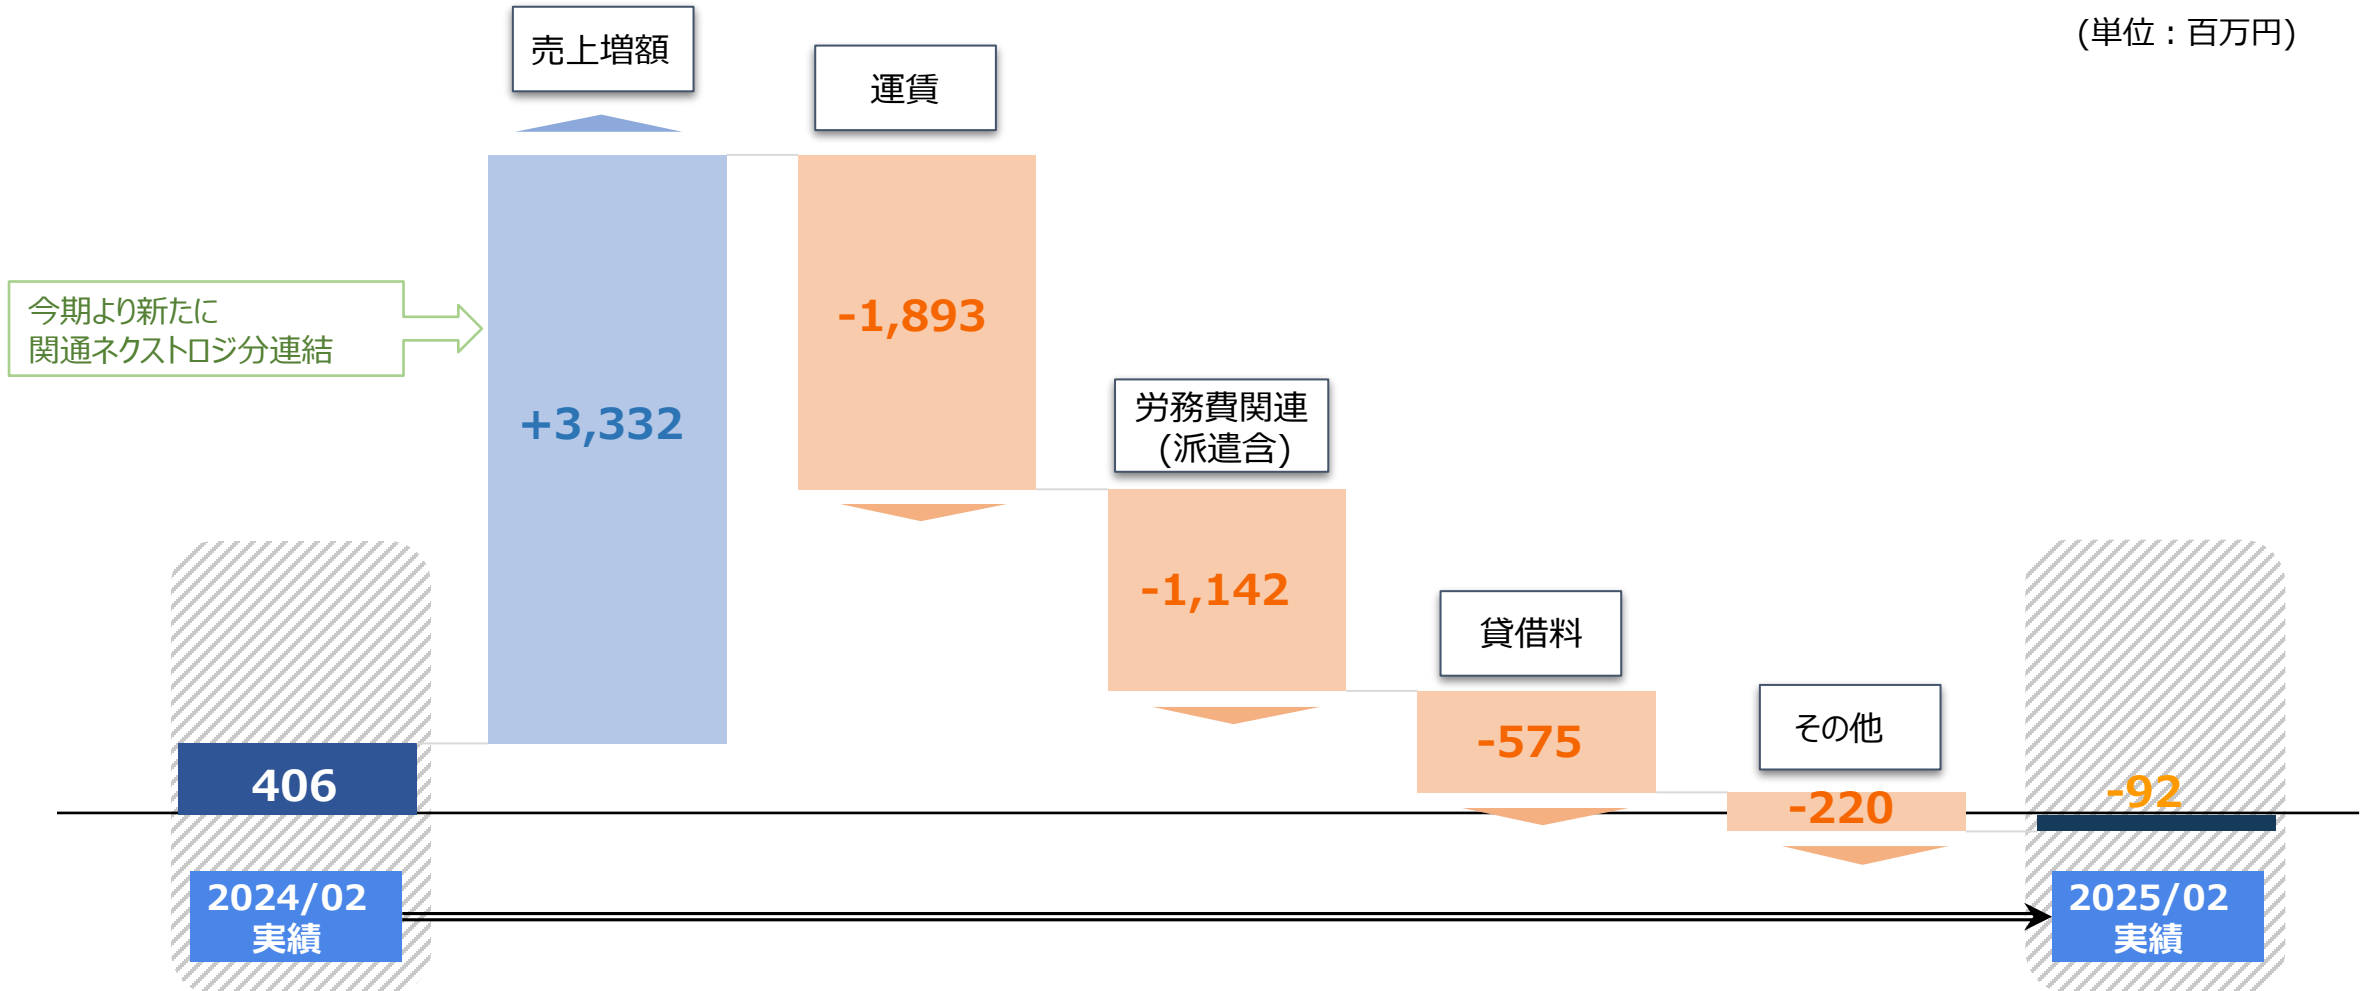 (単位：百万円)
売上増額
運賃
今期より新たに
関通ネクストロジ分連結
+3,332
-1,893
労務費関連
(派遣含)
-1,142
貸借料
-575
その他
-220
406
-92
2024/02
実績
2025/02
実績